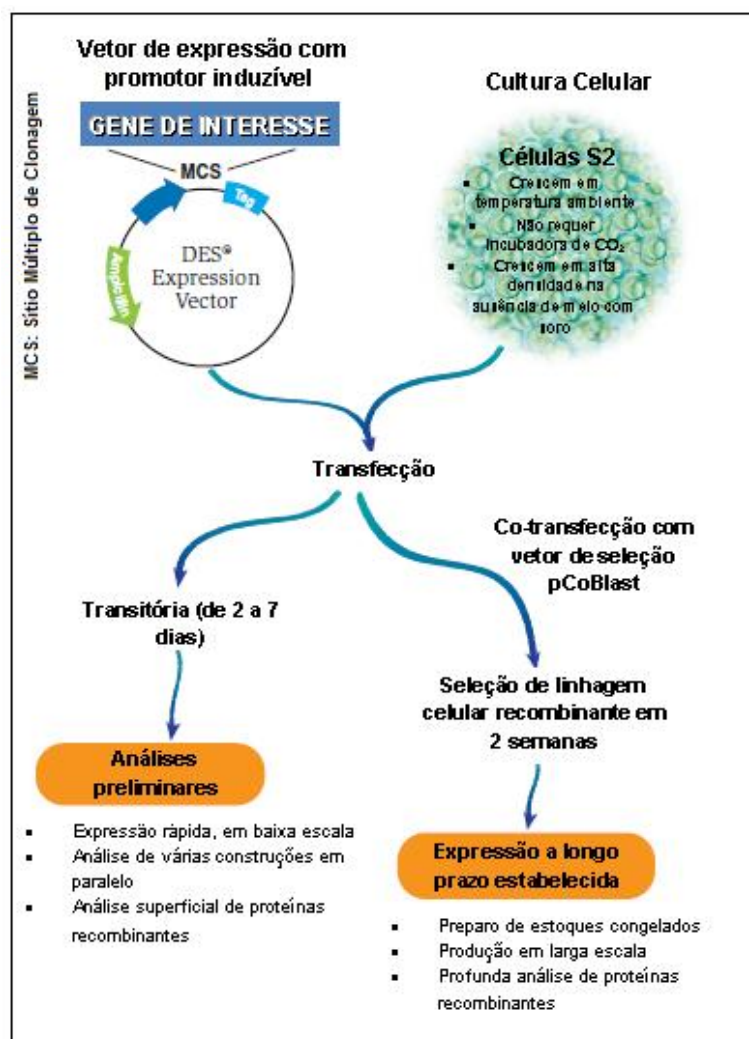 Vetor de expressão com
promotor induzível
GENE DE INTERESSE
MCS
Tag
Ampicillin
DES®
Expression
Vector
MCS: Sítio Múltiplo de Clonagem
Cultura Celular
Células S2
▪ Crescem em
temperatura ambiente
▪ Não requer
incubadora de CO₂
▪ Crescem em alta
densidade na
ausência de meio com
soro
Transfecção
Transitória (de 2 a 7
dias)
Co-transfecção com
vetor de seleção
pCoBlast
Seleção de linhagem
celular recombinante em
2 semanas
Análises
preliminares
▪ Expressão rápida, em baixa escala
▪ Análise de várias construções em
paralelo
▪ Análise superficial de proteínas
recombinantes
Expressão a longo
prazo estabelecida
▪ Preparo de estoques congelados
▪ Produção em larga escala
▪ Profunda análise de proteínas
recombinantes